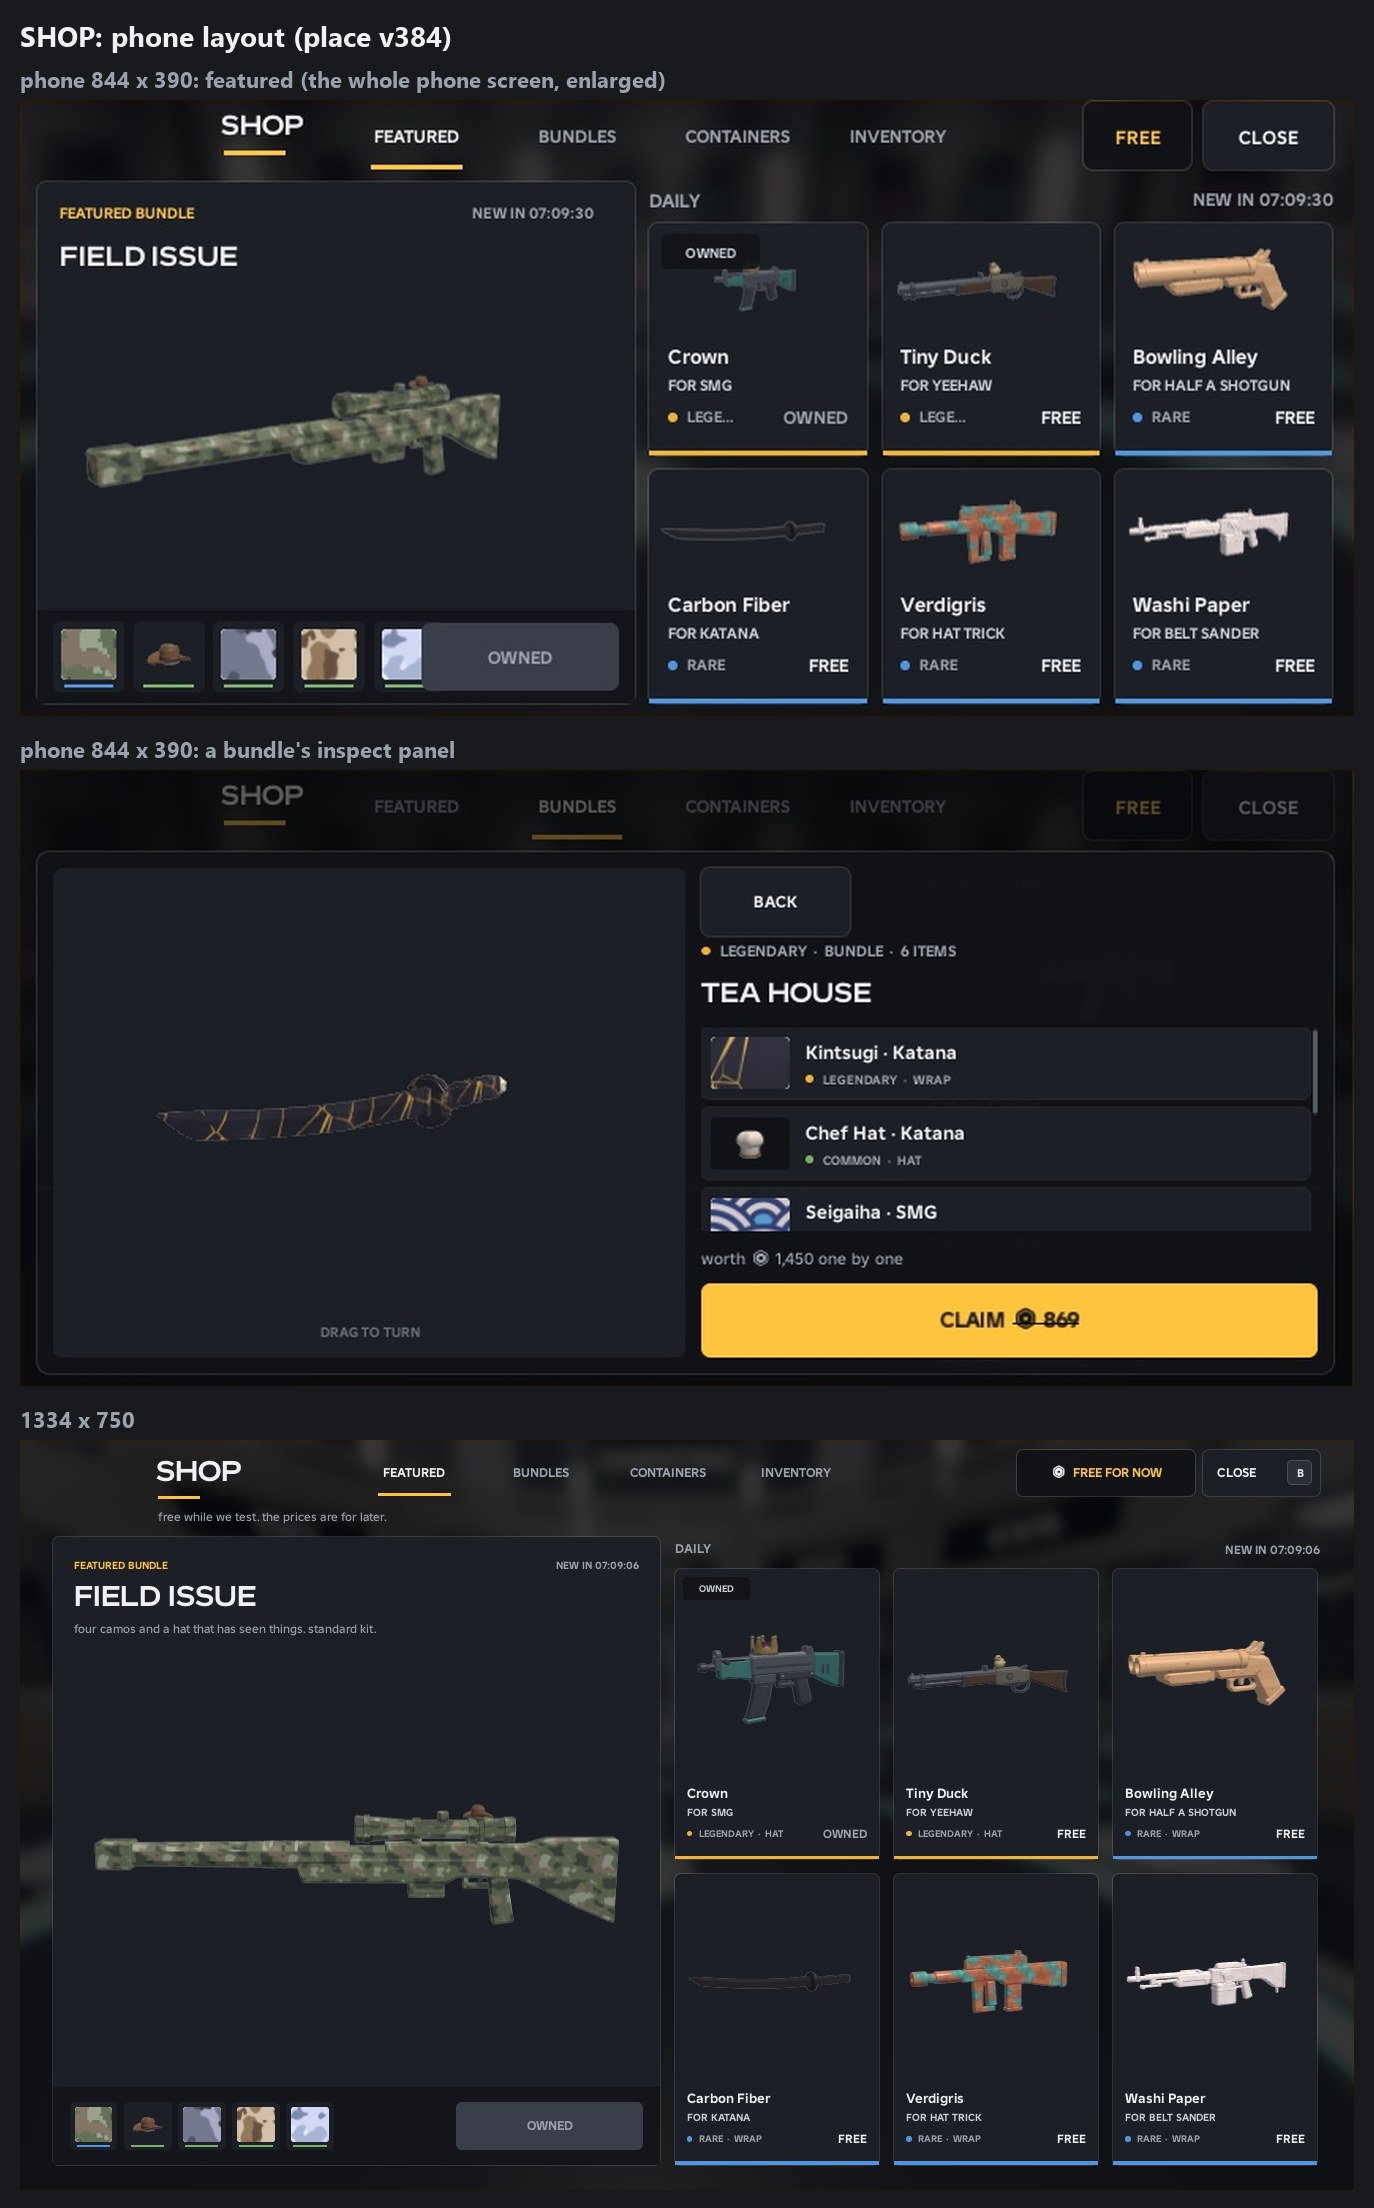 SHOP: phone layout (place v384)
phone 844 x 390: featured (the whole phone screen, enlarged)
SHOP FEATURED BUNDLES CONTAINERS INVENTORY FREE CLOSE
FEATURED BUNDLE NEW IN 07:09:30
FIELD ISSUE
OWNED
DAILY NEW IN 07:09:30
OWNED
Crown
FOR SMG
LEGE... OWNED
Tiny Duck
FOR YEEHAW
LEGE... FREE
Bowling Alley
FOR HALF A SHOTGUN
RARE FREE
Carbon Fiber
FOR KATANA
RARE FREE
Verdigris
FOR HAT TRICK
RARE FREE
Washi Paper
FOR BELT SANDER
RARE FREE
phone 844 x 390: a bundle's inspect panel
SHOP FEATURED BUNDLES CONTAINERS INVENTORY FREE CLOSE
DRAG TO TURN
BACK
LEGENDARY · BUNDLE · 6 ITEMS
TEA HOUSE
Kintsugi · Katana
LEGENDARY · WRAP
Chef Hat · Katana
COMMON · HAT
Seigaiha · SMG
worth 1,450 one by one
CLAIM 869
1334 x 750
SHOP FEATURED BUNDLES CONTAINERS INVENTORY FREE FOR NOW CLOSE B
free while we test. the prices are for later.
FEATURED BUNDLE NEW IN 07:09:06
FIELD ISSUE
four camos and a hat that has seen things. standard kit.
OWNED
DAILY NEW IN 07:09:06
OWNED
Crown
FOR SMG
LEGENDARY · HAT OWNED
Tiny Duck
FOR YEEHAW
LEGENDARY · HAT FREE
Bowling Alley
FOR HALF A SHOTGUN
RARE · WRAP FREE
Carbon Fiber
FOR KATANA
RARE · WRAP FREE
Verdigris
FOR HAT TRICK
RARE · WRAP FREE
Washi Paper
FOR BELT SANDER
RARE · WRAP FREE